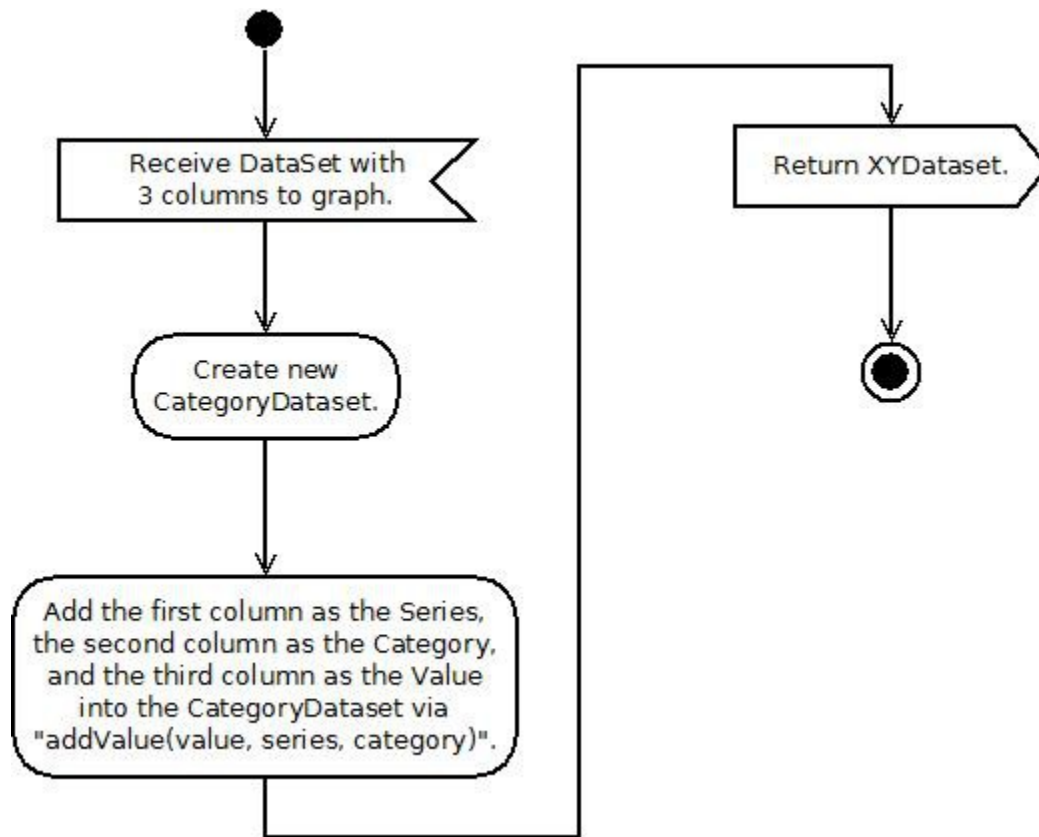 Receive DataSet with
3 columns to graph.
Create new
CategoryDataset.
Add the first column as the Series,
the second column as the Category,
and the third column as the Value
into the CategoryDataset via
"addValue(value, series, category)".
Return XYDataset.